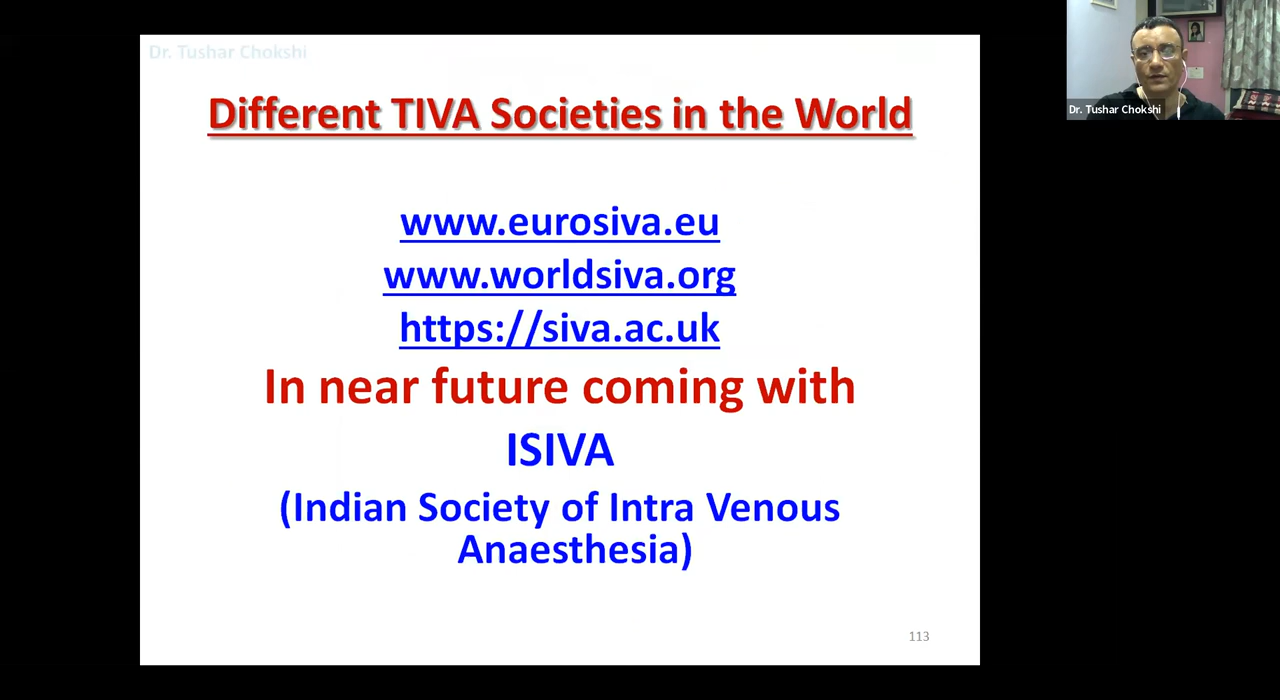 Dr. Tushar Chokshi
Different TIVA Societies in the World
www.eurosiva.eu
www.worldsiva.org
https://siva.ac.uk
In near future coming with
ISIVA
(Indian Society of Intra Venous
Anaesthesia)
113
Dr. Tushar Chokshi